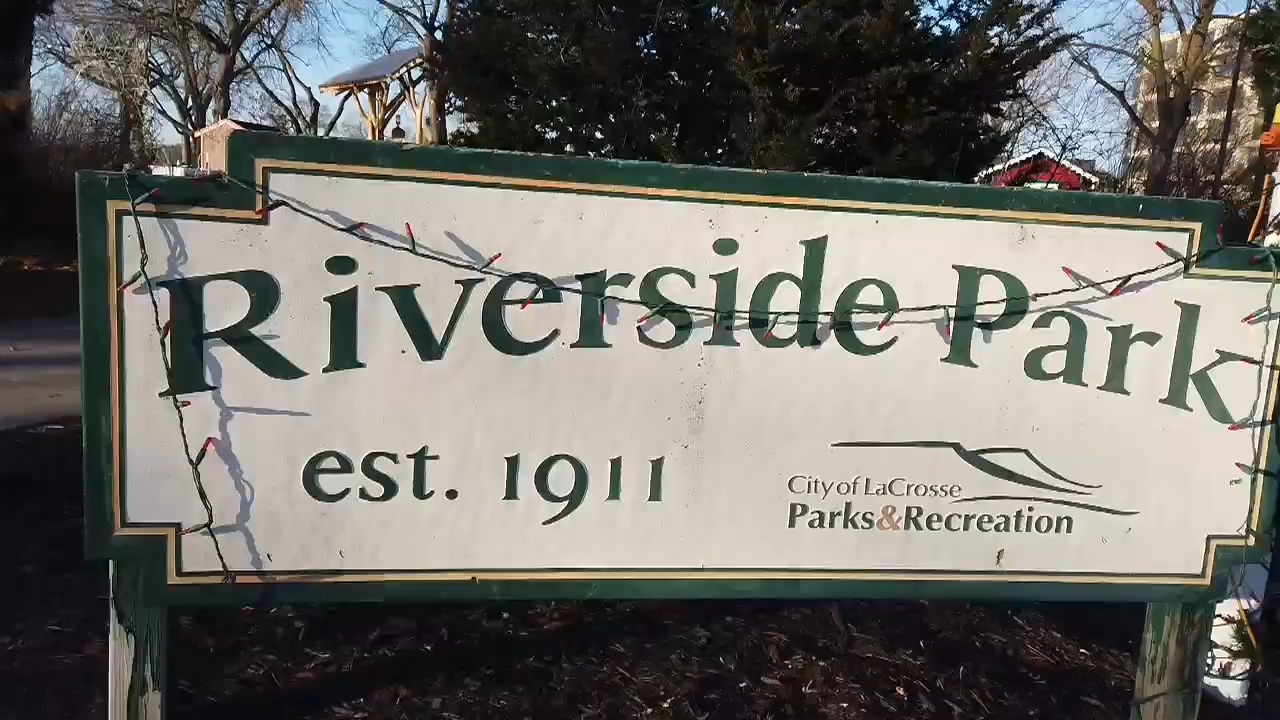 Riverside Park
est. 1911
City of LaCrosse
Parks&Recreation